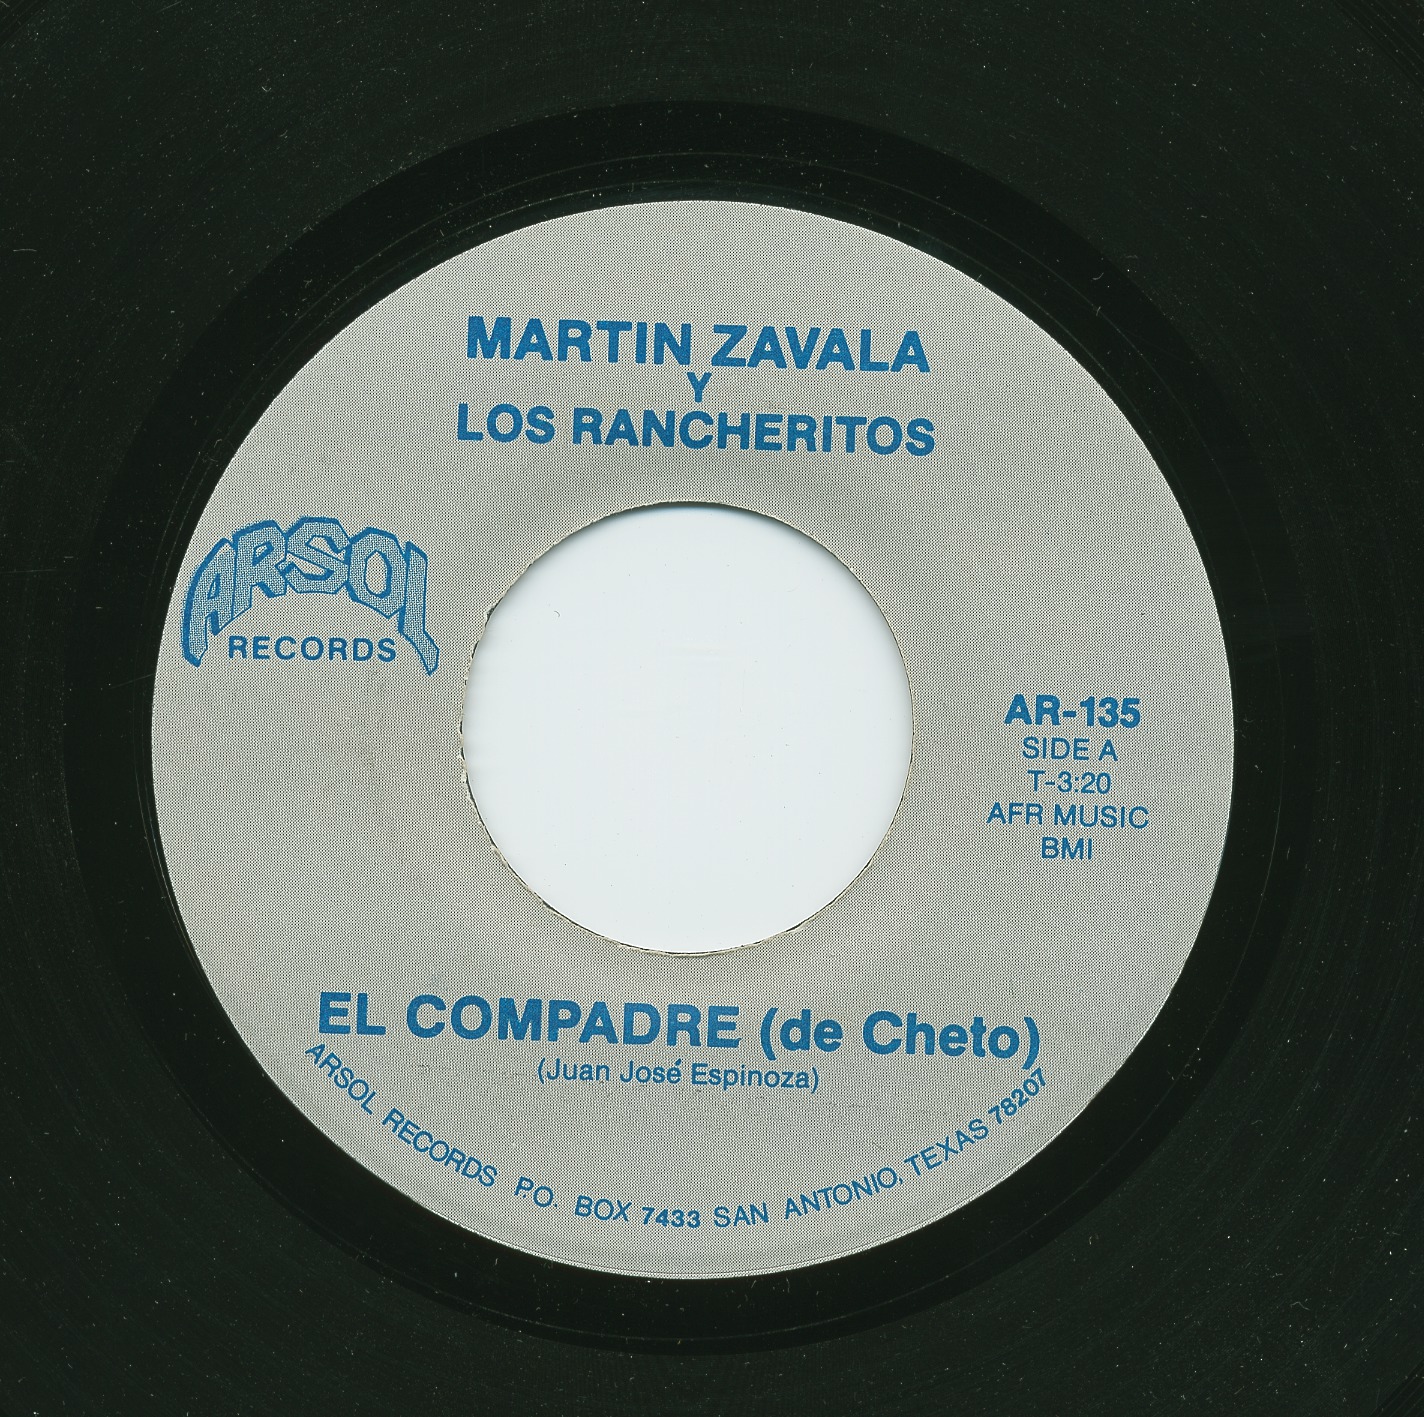 MARTIN ZAVALA
Y
LOS RANCHERITOS
ARSOL
RECORDS
AR-135
SIDE A
T-3:20
AFR MUSIC
BMI
EL COMPADRE (de Cheto)
(Juan José Espinoza)
ARSOL RECORDS P.O. BOX 7433 SAN ANTONIO, TEXAS 78207